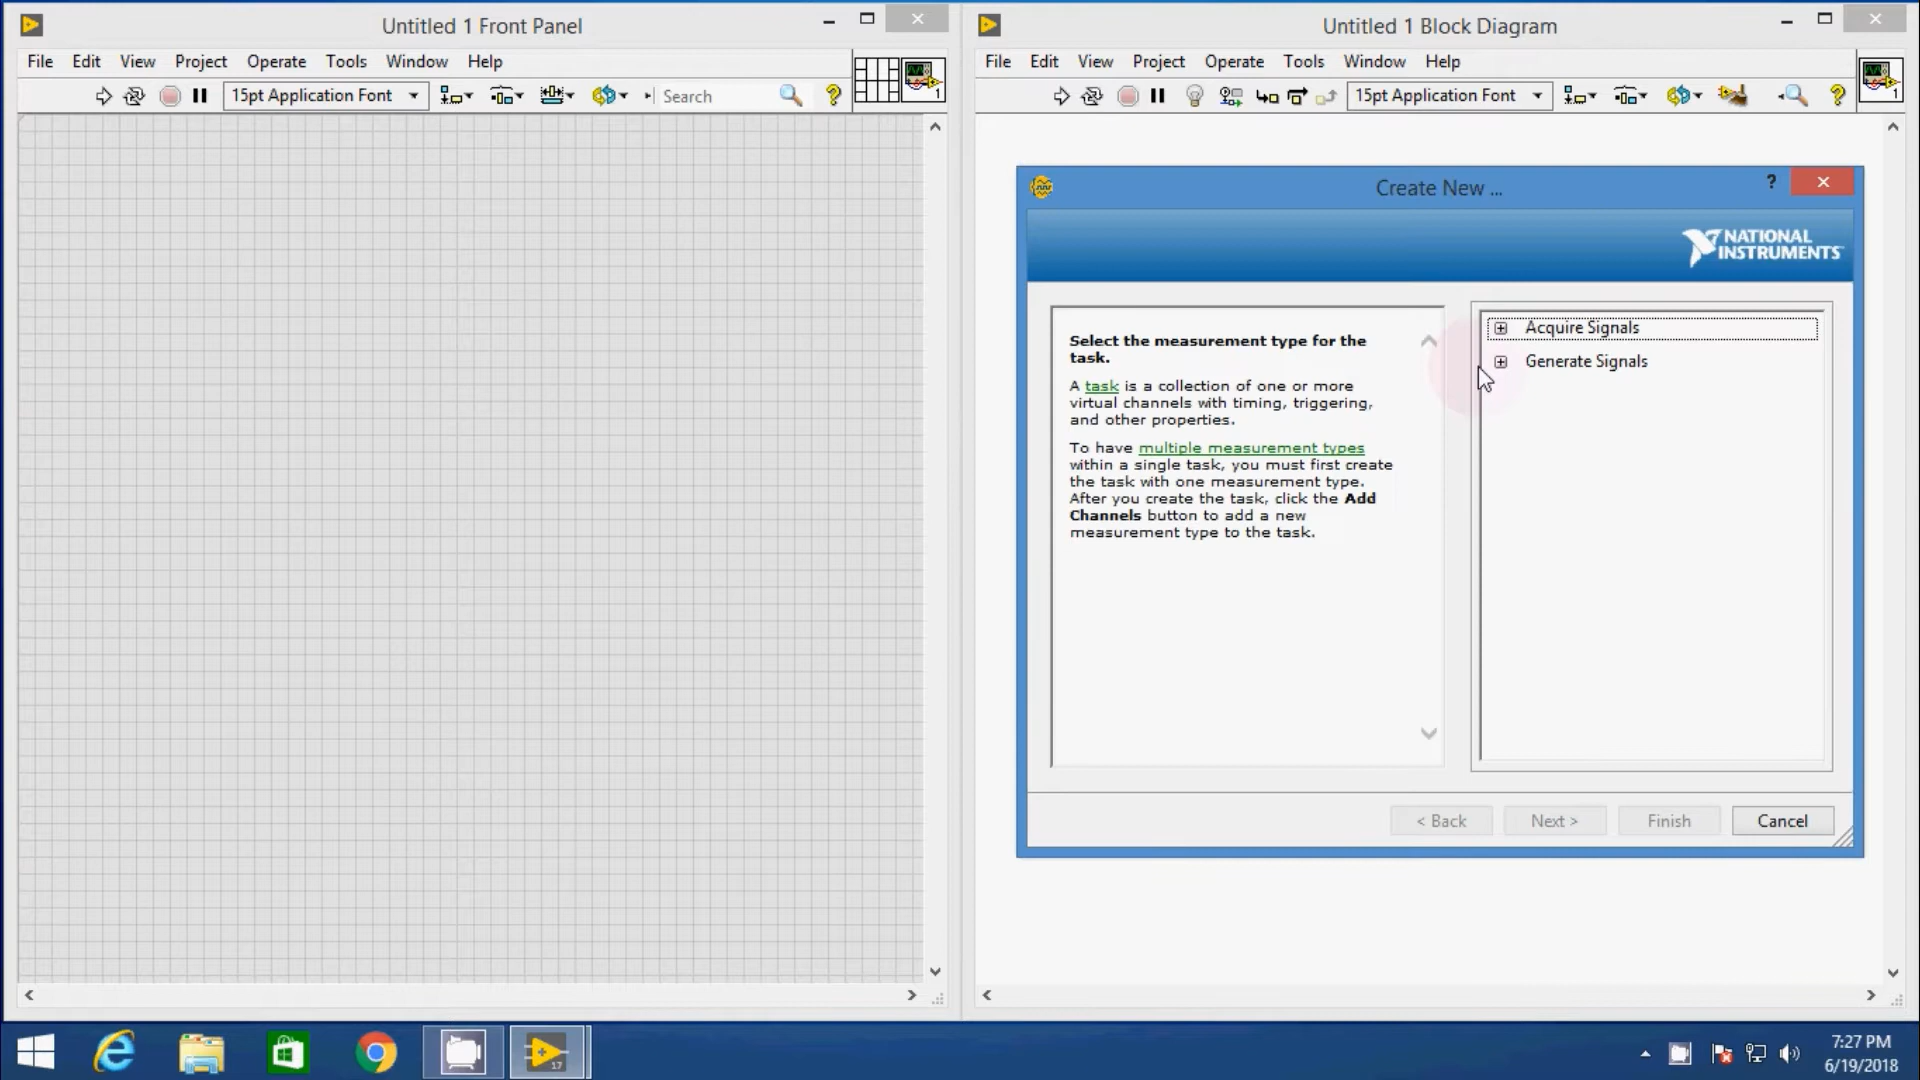 Untitled 1 Front Panel
File Edit View Project Operate Tools Window Help
15pt Application Font
Search
1
Untitled 1 Block Diagram
File Edit View Project Operate Tools Window Help
15pt Application Font
1
Create New ...
NATIONAL
INSTRUMENTS
Select the measurement type for the
task.
A task is a collection of one or more
virtual channels with timing, triggering,
and other properties.
To have multiple measurement types
within a single task, you must first create
the task with one measurement type.
After you create the task, click the Add
Channels button to add a new
measurement type to the task.
Acquire Signals
Generate Signals
< Back Next > Finish Cancel
17
7:27 PM
6/19/2018